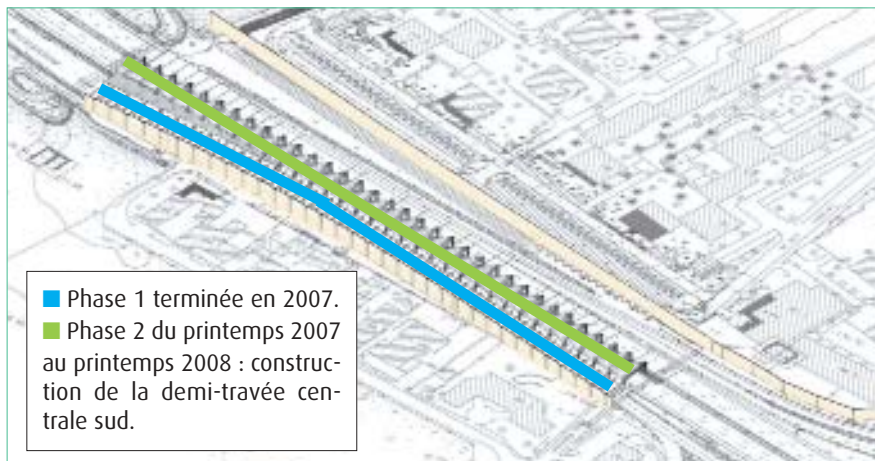 Phase 1 terminée en 2007.
Phase 2 du printemps 2007
au printemps 2008 : construc-
tion de la demi-travée cen-
trale sud.